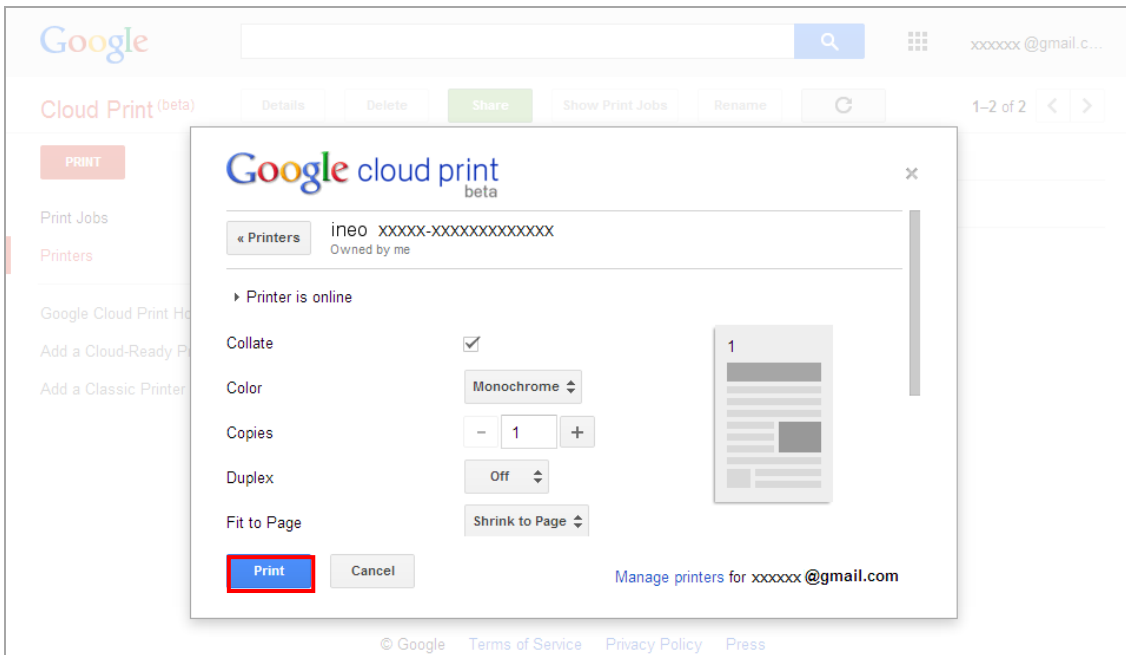 Google
xxxxxx @gmail.c...
Cloud Print (beta) Details Delete Share Show Print Jobs Rename 1–2 of 2
PRINT
Print Jobs
Printers
Google Cloud Print Ho
Add a Cloud-Ready Pr
Add a Classic Printer
Google cloud print
beta
« Printers
ineo xxxxx-xxxxxxxxxxxxx
Owned by me
Printer is online
Collate
Color Monochrome
Copies 1
Duplex Off
Fit to Page Shrink to Page
1
Print Cancel
Manage printers for xxxxxx @gmail.com
© Google Terms of Service Privacy Policy Press